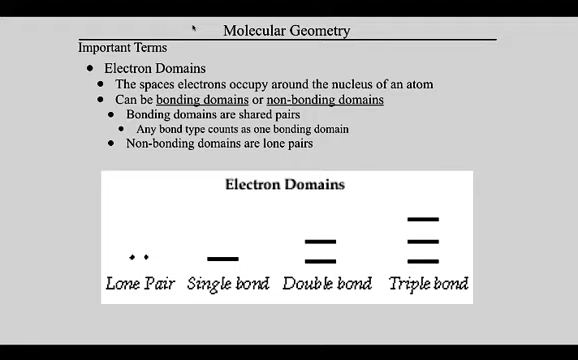 Molecular Geometry
Important Terms
• Electron Domains
• The spaces electrons occupy around the nucleus of an atom
• Can be bonding domains or non-bonding domains
• Bonding domains are shared pairs
• Any bond type counts as one bonding domain
• Non-bonding domains are lone pairs
Electron Domains
Lone Pair Single bond Double bond Triple bond